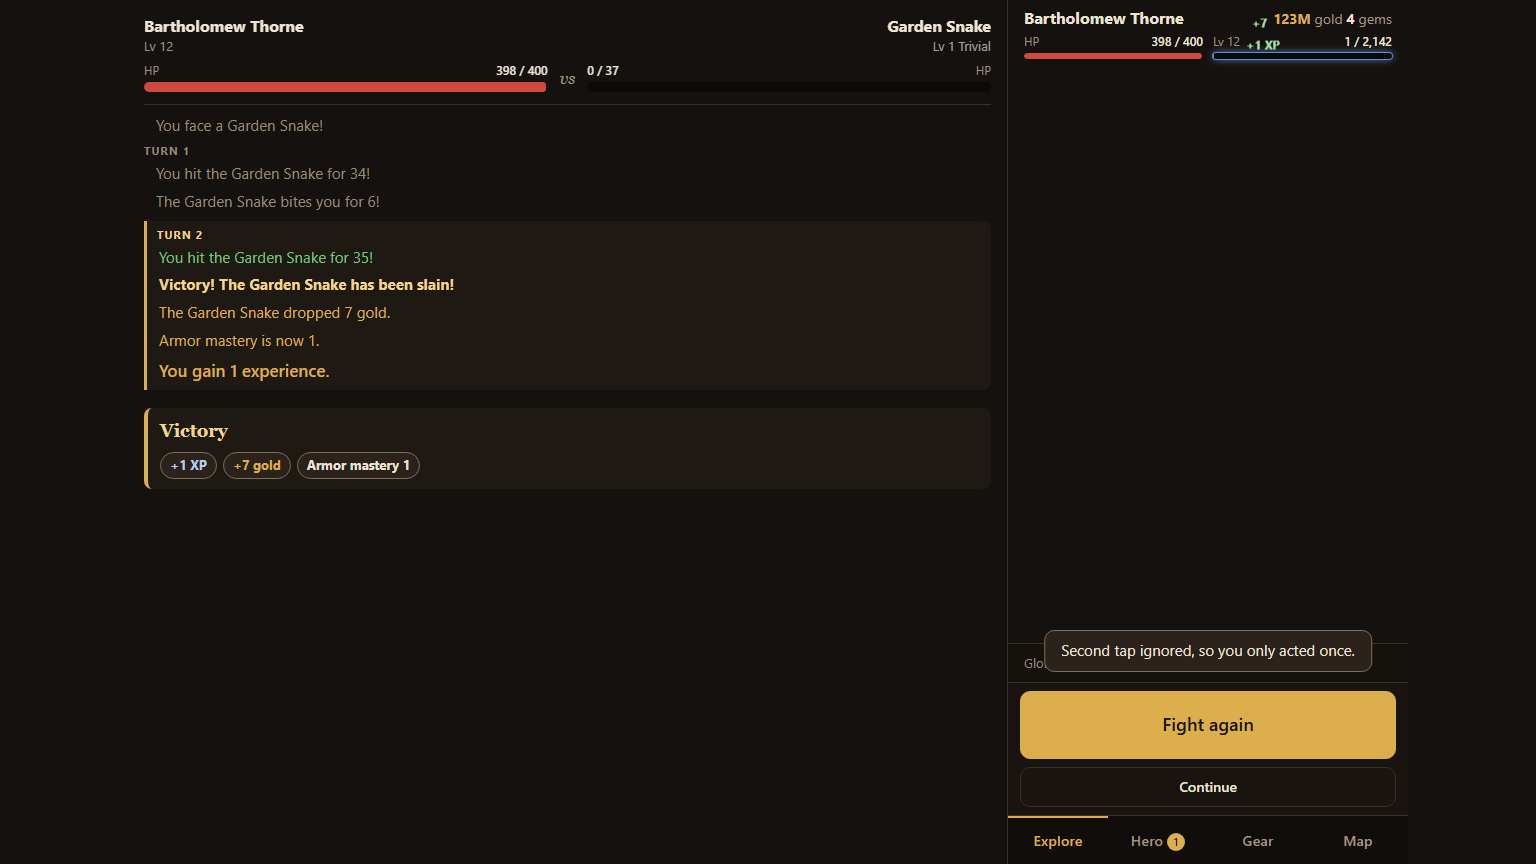 Bartholomew Thorne
Garden Snake
Lv 12
Lv 1 Trivial
HP 398 / 400
vs
0 / 37 HP
You face a Garden Snake!
TURN 1
You hit the Garden Snake for 34!
The Garden Snake bites you for 6!
TURN 2
You hit the Garden Snake for 35!
Victory! The Garden Snake has been slain!
The Garden Snake dropped 7 gold.
Armor mastery is now 1.
You gain 1 experience.
Victory
+1 XP +7 gold Armor mastery 1
Bartholomew Thorne +7 123M gold 4 gems
HP 398 / 400 Lv 12 +1 XP 1 / 2,142
Second tap ignored, so you only acted once.
Fight again
Continue
Explore Hero 1 Gear Map